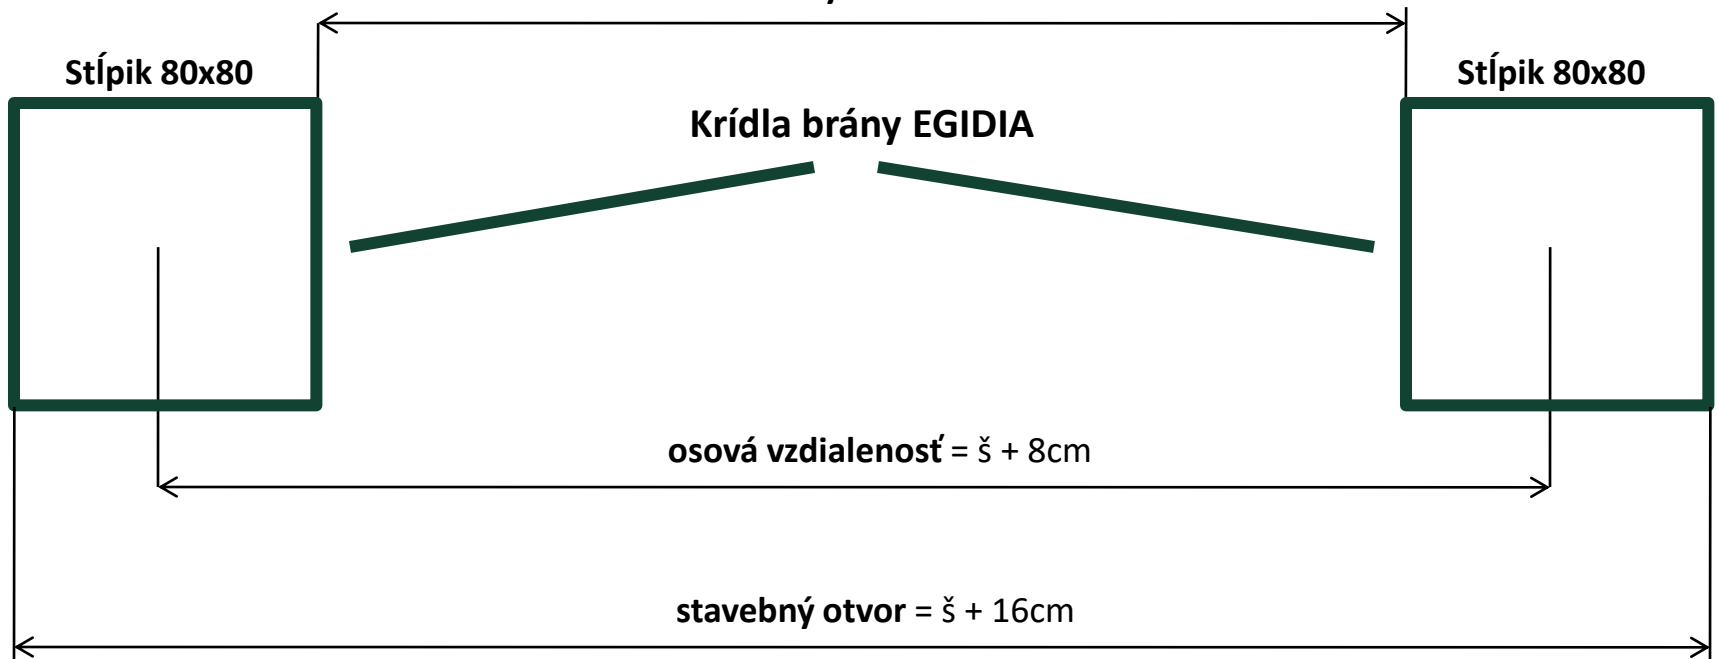 Stĺpik 80x80
Stĺpik 80x80
Krídla brány EGIDIA
osová vzdialenosť = š + 8cm
stavebný otvor = š + 16cm